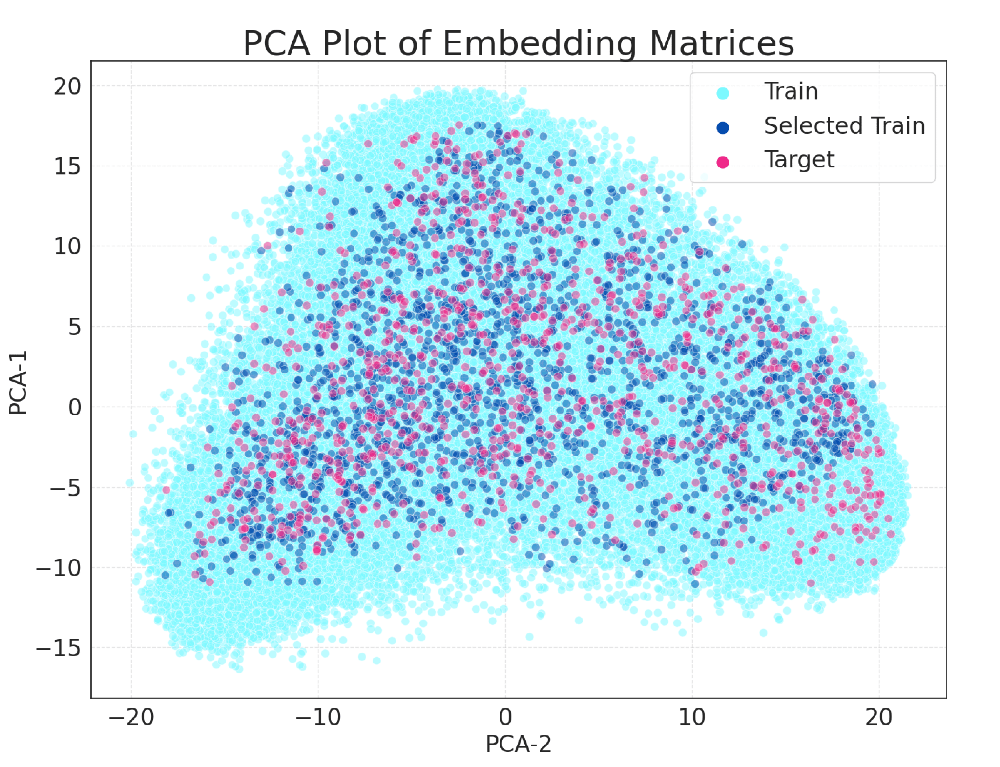 PCA Plot of Embedding Matrices
Train
Selected Train
Target
20
15
10
5
0
−5
−10
−15
PCA-1
−20
−10
0
10
20
PCA-2